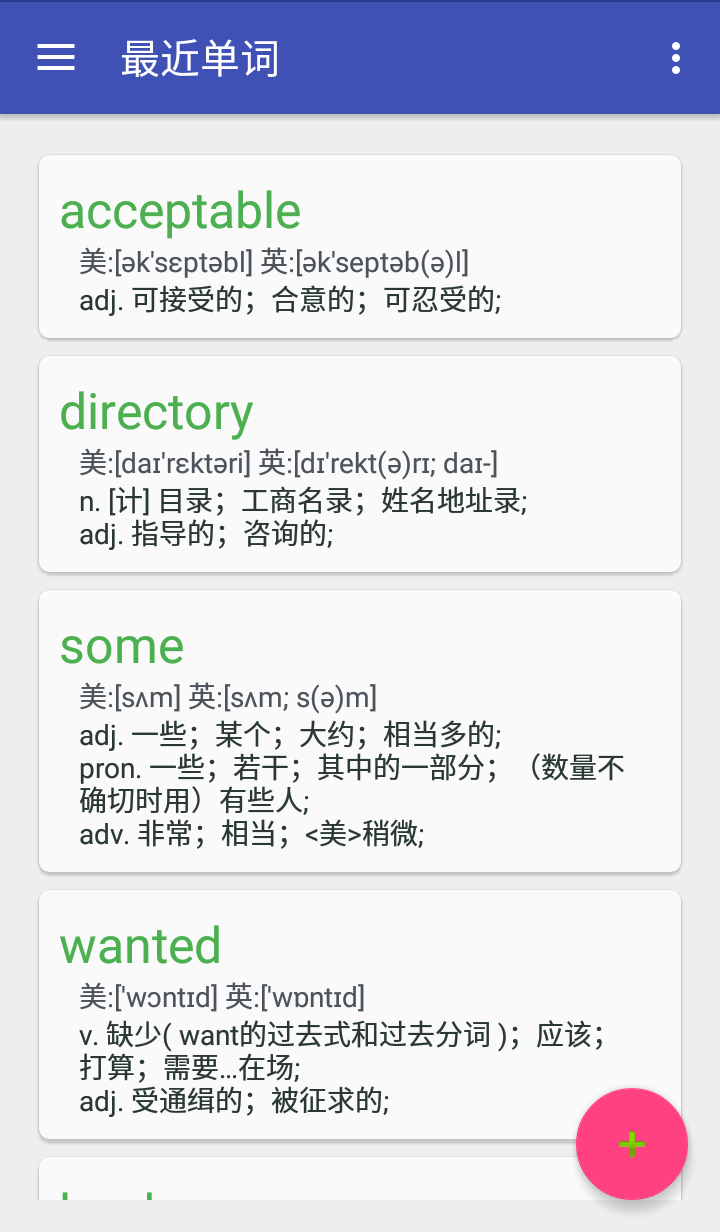 最近单词
acceptable
美:[ək'sɛptəbl] 英:[ək'septəb(ə)l]
adj. 可接受的；合意的；可忍受的;
directory
美:[daɪ'rɛktəri] 英:[dɪ'rekt(ə)rɪ; daɪ-]
n. [计] 目录；工商名录；姓名地址录;
adj. 指导的；咨询的;
some
美:[sʌm] 英:[sʌm; s(ə)m]
adj. 一些；某个；大约；相当多的;
pron. 一些；若干；其中的一部分；（数量不
确切时用）有些人;
adv. 非常；相当；<美>稍微;
wanted
美:['wɔntɪd] 英:['wɒntɪd]
v. 缺少( want的过去式和过去分词 )；应该；
打算；需要…在场;
adj. 受通缉的；被征求的;